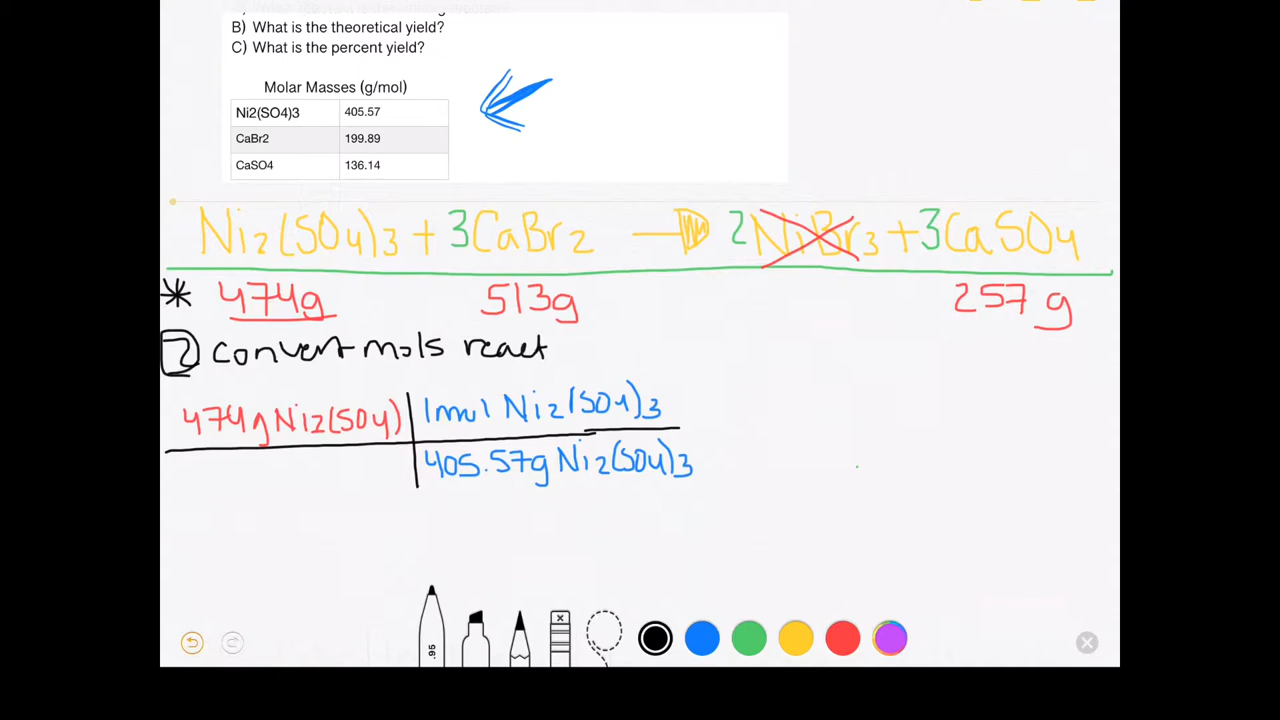 B) What is the theoretical yield?
C) What is the percent yield?
Molar Masses (g/mol)
Ni2(SO4)3 405.57
CaBr2 199.89
CaSO4 136.14
Ni2(SO4)3 + 3CaBr2 → 2NiBr3 + 3CaSO4
* 474g 513g 257 g
2 convert mols react
474g Ni2(SO4) 1mol Ni2(SO4)3
405.57g Ni2(SO4)3
.95